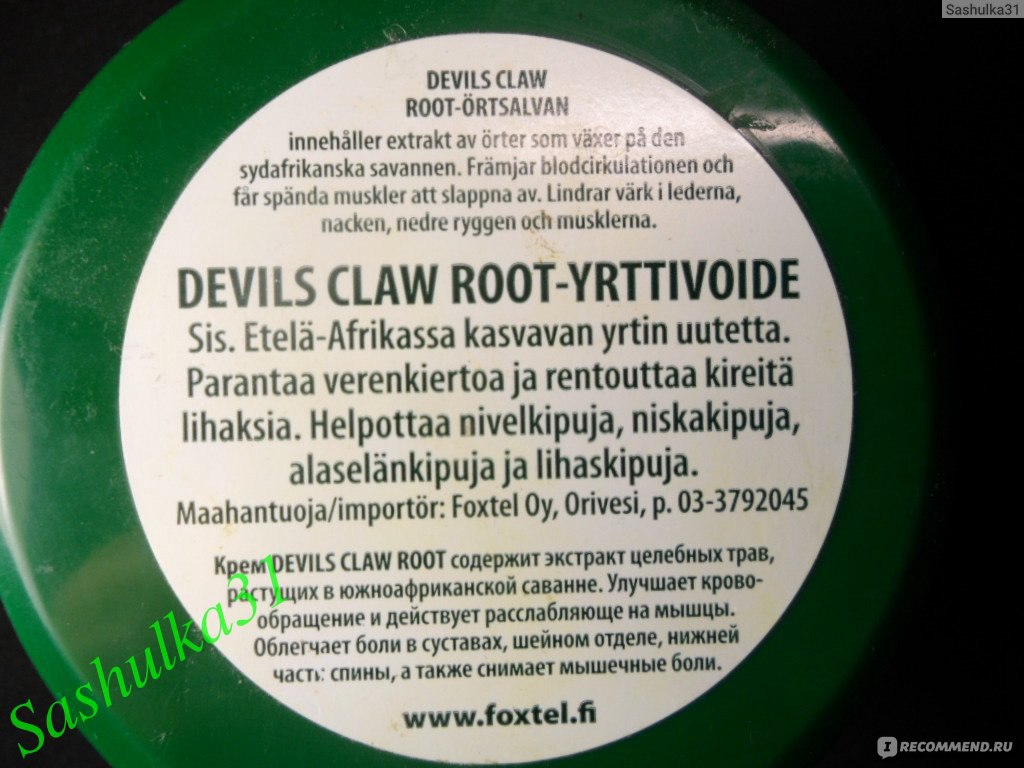 Sashulka31
DEVILS CLAW
ROOT-ÖRTSALVAN
innehåller extrakt av örter som växer på den
sydafrikanska savannen. Främjar blodcirkulationen och
får spända muskler att slappna av. Lindrar värk i lederna,
nacken, nedre ryggen och musklerna.
DEVILS CLAW ROOT-YRTTIVOIDE
Sis. Etelä-Afrikassa kasvavan yrtin uutetta.
Parantaa verenkiertoa ja rentouttaa kireitä
lihaksia. Helpottaa nivelkipuja, niskakipuja,
alaselänkipuja ja lihaskipuja.
Maahantuoja/importör: Foxtel Oy, Orivesi, p. 03-3792045
Крем DEVILS CLAW ROOT содержит экстракт целебных трав,
растущих в южноафриканской саванне. Улучшает крово-
обращение и действует расслабляюще на мышцы.
Облегчает боли в суставах, шейном отделе, нижней
части спины, а также снимает мышечные боли.
www.foxtel.fi
Sashulka31
I RECOMMEND.RU